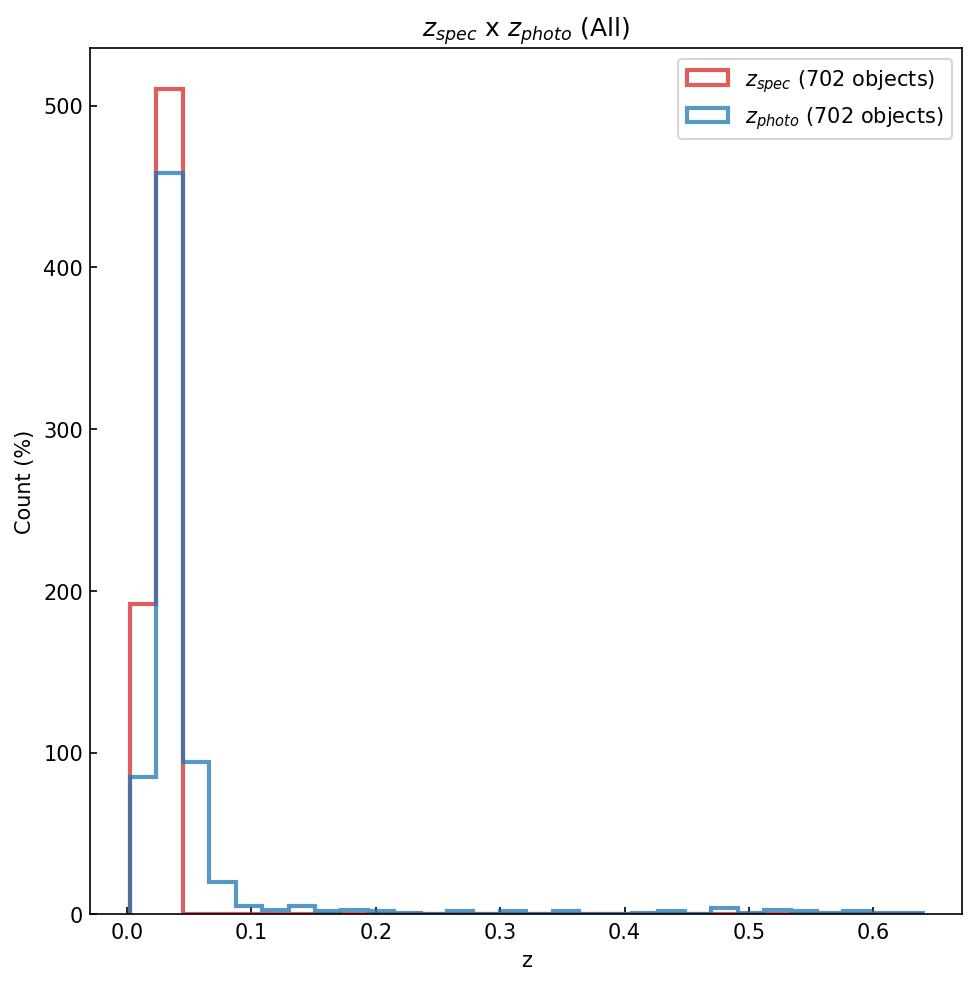 z_spec x z_photo (All)
z_spec (702 objects)
z_photo (702 objects)
Count (%)
500
400
300
200
100
0
0.0 0.1 0.2 0.3 0.4 0.5 0.6
z